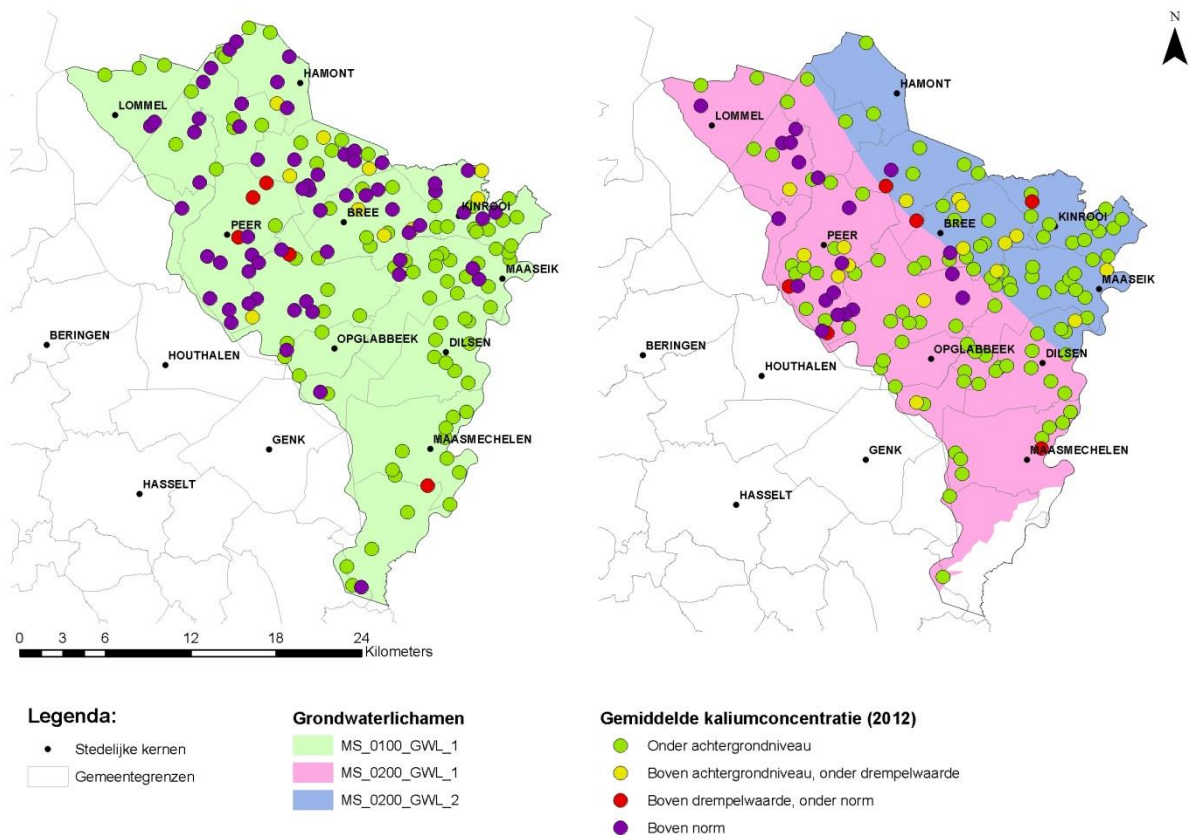 N
HAMONT
LOMMEL
PEER
BREE
KINROOI
MAASEIK
BERINGEN
HOUTHALEN
OPGLABBEEK
DILSEN
GENK
MAASMECHELEN
HASSELT
HAMONT
LOMMEL
PEER
BREE
KINROOI
MAASEIK
BERINGEN
HOUTHALEN
OPGLABBEEK
DILSEN
GENK
MAASMECHELEN
HASSELT
0 3 6 12 18 24
Kilometers
Legenda:
Stedelijke kernen
Gemeentegrenzen
Grondwaterlichamen
MS_0100_GWL_1
MS_0200_GWL_1
MS_0200_GWL_2
Gemiddelde kaliumconcentratie (2012)
Onder achtergrondniveau
Boven achtergrondniveau, onder drempelwaarde
Boven drempelwaarde, onder norm
Boven norm